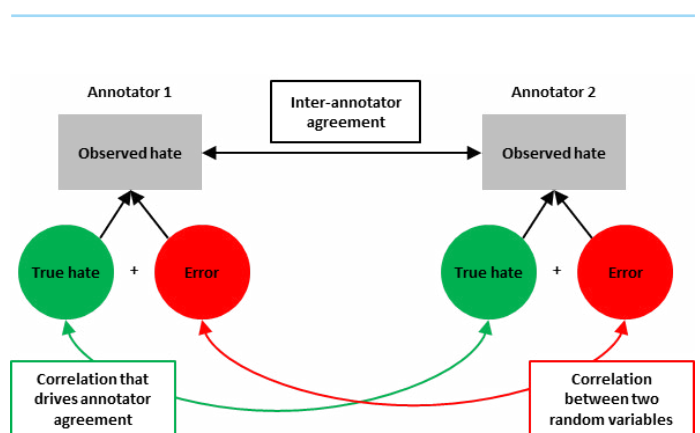 Annotator 1
Inter-annotator
agreement
Annotator 2
Observed hate
Observed hate
True hate
+
Error
True hate
+
Error
Correlation that
drives annotator
agreement
Correlation
between two
random variables